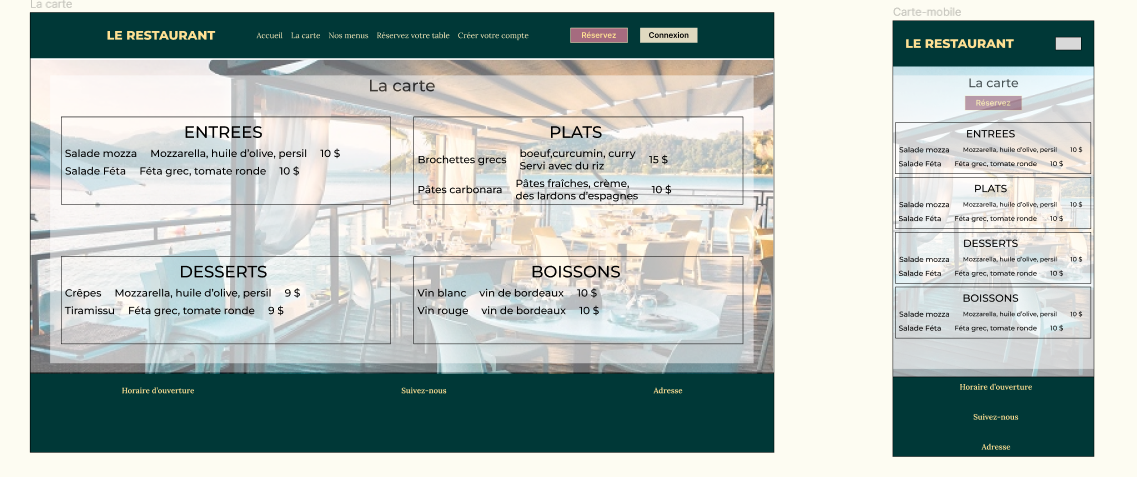 La carte
LE RESTAURANT
Accueil La carte Nos menus Réservez votre table Créer votre compte
Réservez
Connexion
La carte
ENTREES
Salade mozza Mozzarella, huile d'olive, persil 10 $
Salade Féta Féta grec, tomate ronde 10 $
PLATS
Brochettes grecs boeuf,curcumin, curry 15 $
Servi avec du riz
Pâtes carbonara Pâtes fraîches, crème, 10 $
des lardons d'espagnes
DESSERTS
Crêpes Mozzarella, huile d'olive, persil 9 $
Tiramissu Féta grec, tomate ronde 9 $
BOISSONS
Vin blanc vin de bordeaux 10 $
Vin rouge vin de bordeaux 10 $
Horaire d'ouverture
Suivez-nous
Adresse
Carte-mobile
LE RESTAURANT
La carte
Réservez
ENTREES
Salade mozza Mozzarella, huile d'olive, persil 10 $
Salade Féta Féta grec, tomate ronde 10 $
PLATS
Salade mozza Mozzarella, huile d'olive, persil 10 $
Salade Féta Féta grec, tomate ronde 10 $
DESSERTS
Salade mozza Mozzarella, huile d'olive, persil 10 $
Salade Féta Féta grec, tomate ronde 10 $
BOISSONS
Salade mozza Mozzarella, huile d'olive, persil 10 $
Salade Féta Féta grec, tomate ronde 10 $
Horaire d'ouverture
Suivez-nous
Adresse